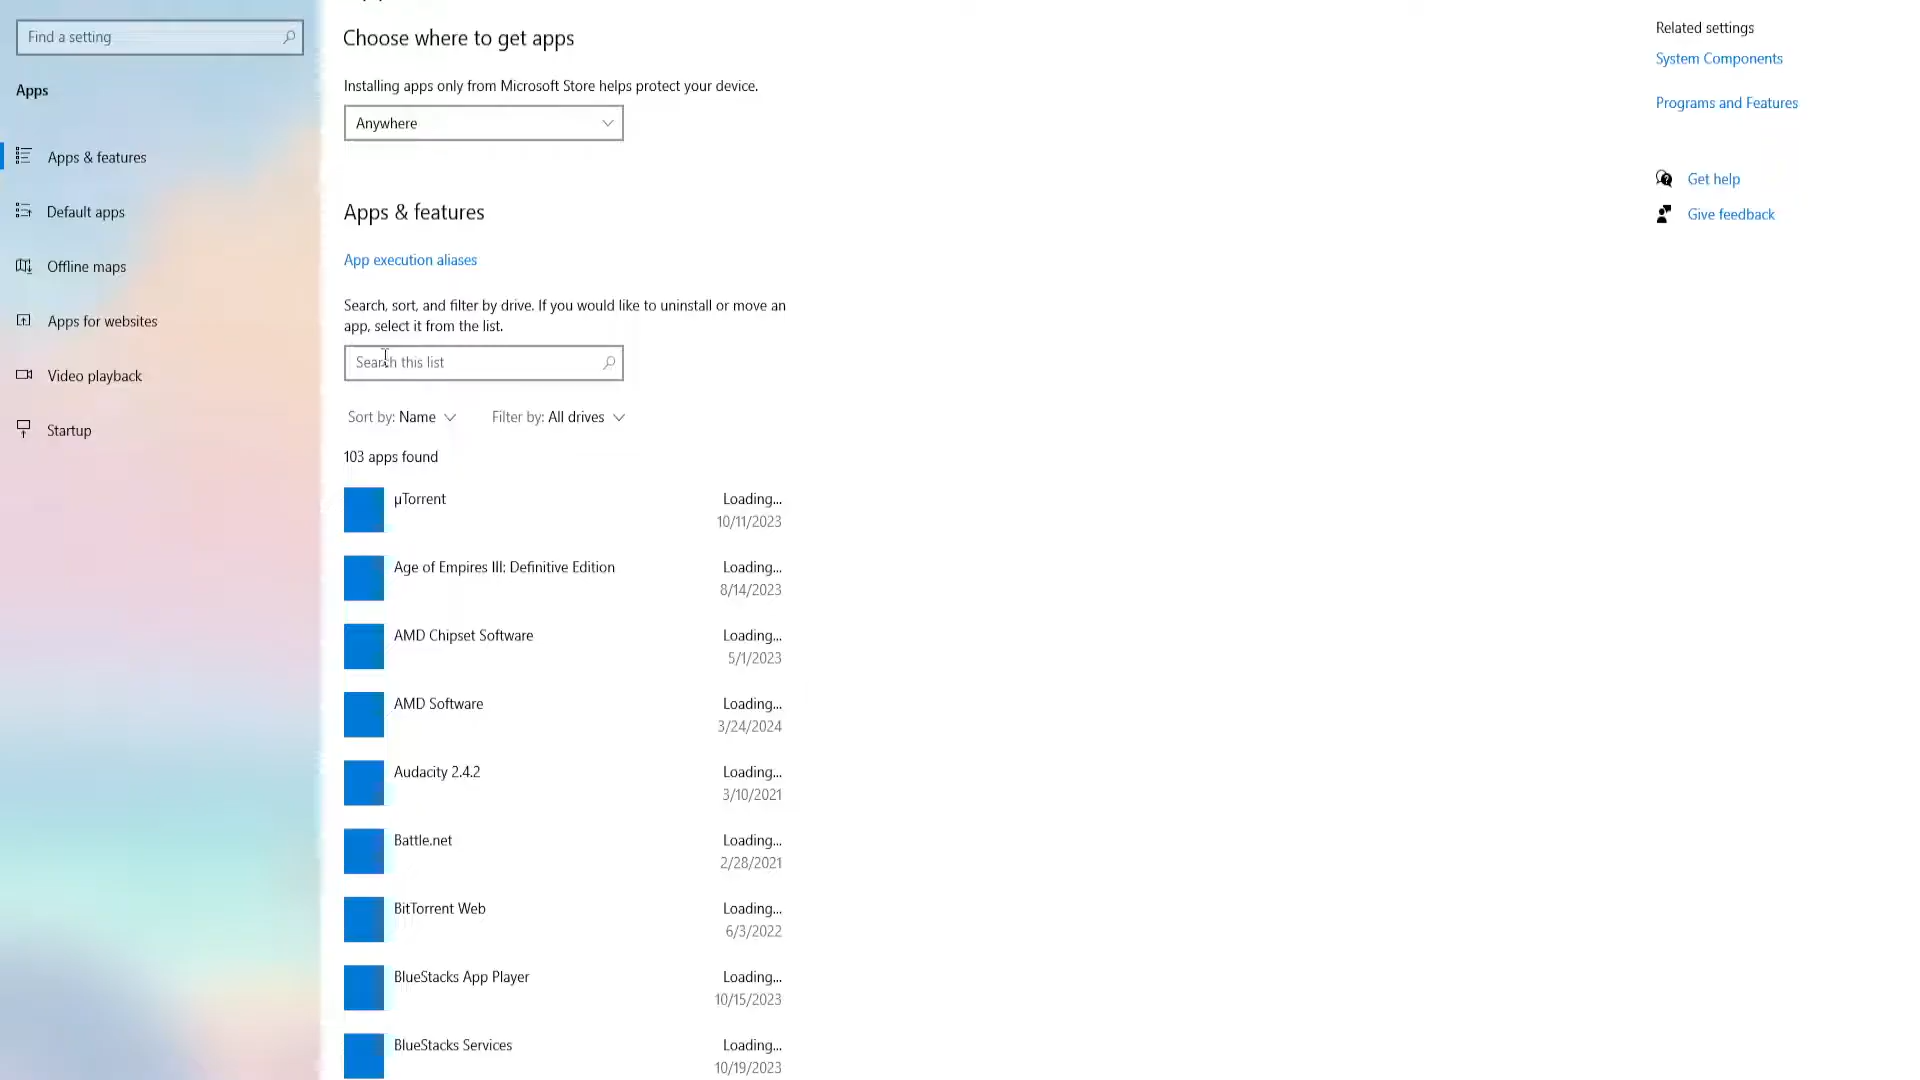 Find a setting
Apps
Apps & features
Default apps
Offline maps
Apps for websites
Video playback
Startup
Choose where to get apps
Installing apps only from Microsoft Store helps protect your device.
Anywhere
Apps & features
App execution aliases
Search, sort, and filter by drive. If you would like to uninstall or move an
app, select it from the list.
Search this list
Sort by: Name Filter by: All drives
103 apps found
µTorrent Loading...
10/11/2023
Age of Empires III: Definitive Edition Loading...
8/14/2023
AMD Chipset Software Loading...
5/1/2023
AMD Software Loading...
3/24/2024
Audacity 2.4.2 Loading...
3/10/2021
Battle.net Loading...
2/28/2021
BitTorrent Web Loading...
6/3/2022
BlueStacks App Player Loading...
10/15/2023
BlueStacks Services Loading...
10/19/2023
Related settings
System Components
Programs and Features
Get help
Give feedback